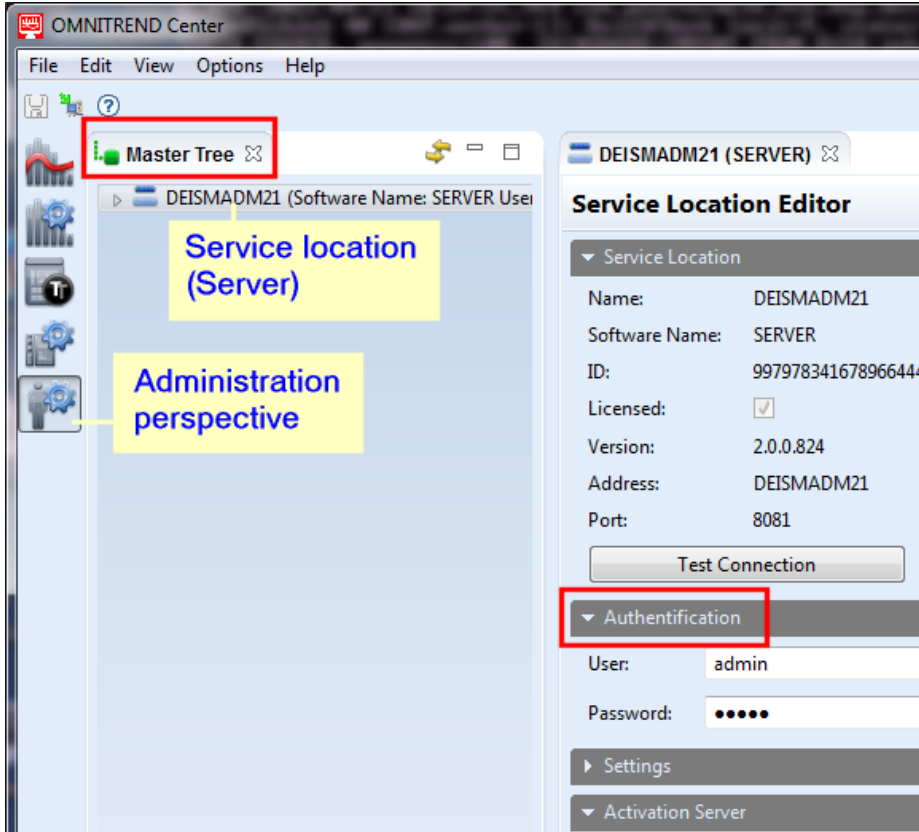 OMNITREND Center
File Edit View Options Help
Master Tree
DEISMADM21 (Software Name: SERVER User
Service location
(Server)
Administration
perspective
DEISMADM21 (SERVER)
Service Location Editor
Service Location
Name: DEISMADM21
Software Name: SERVER
ID: 99797834167896644
Licensed:
Version: 2.0.0.824
Address: DEISMADM21
Port: 8081
Test Connection
Authentification
User: admin
Password: •••••
Settings
Activation Server